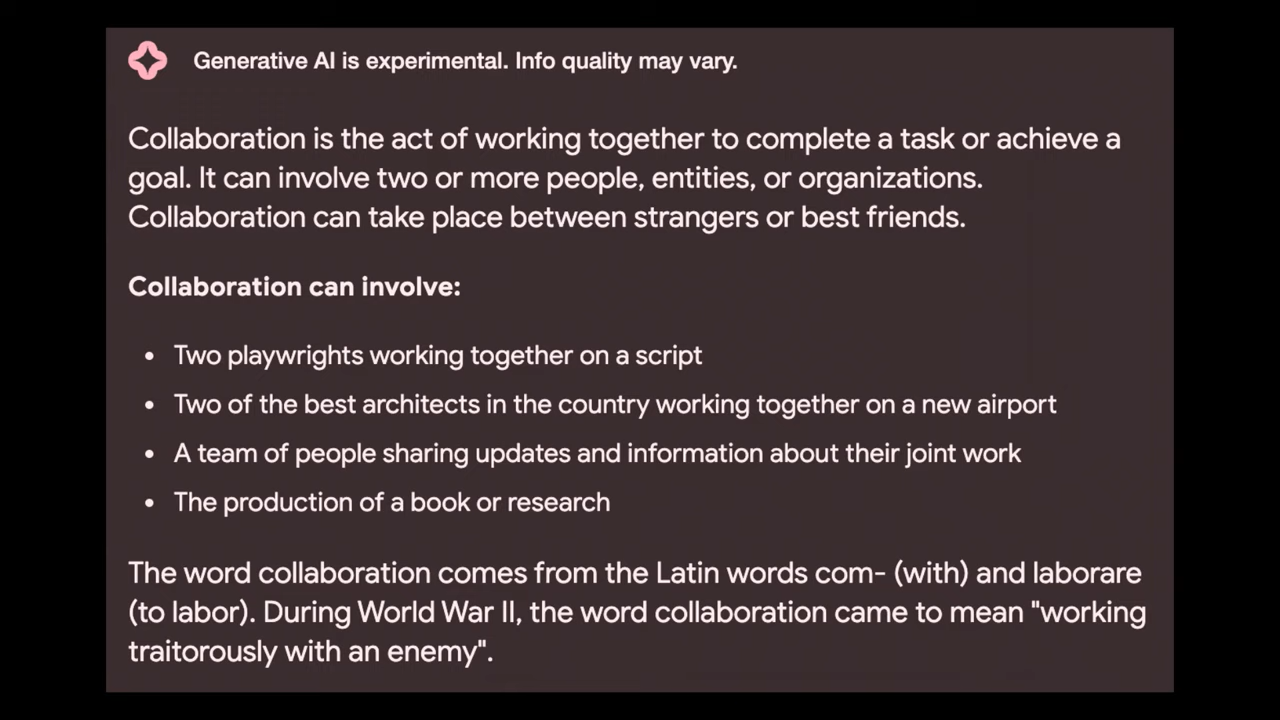 Generative AI is experimental. Info quality may vary.
Collaboration is the act of working together to complete a task or achieve a
goal. It can involve two or more people, entities, or organizations.
Collaboration can take place between strangers or best friends.
Collaboration can involve:
• Two playwrights working together on a script
• Two of the best architects in the country working together on a new airport
• A team of people sharing updates and information about their joint work
• The production of a book or research
The word collaboration comes from the Latin words com- (with) and laborare
(to labor). During World War II, the word collaboration came to mean "working
traitorously with an enemy".